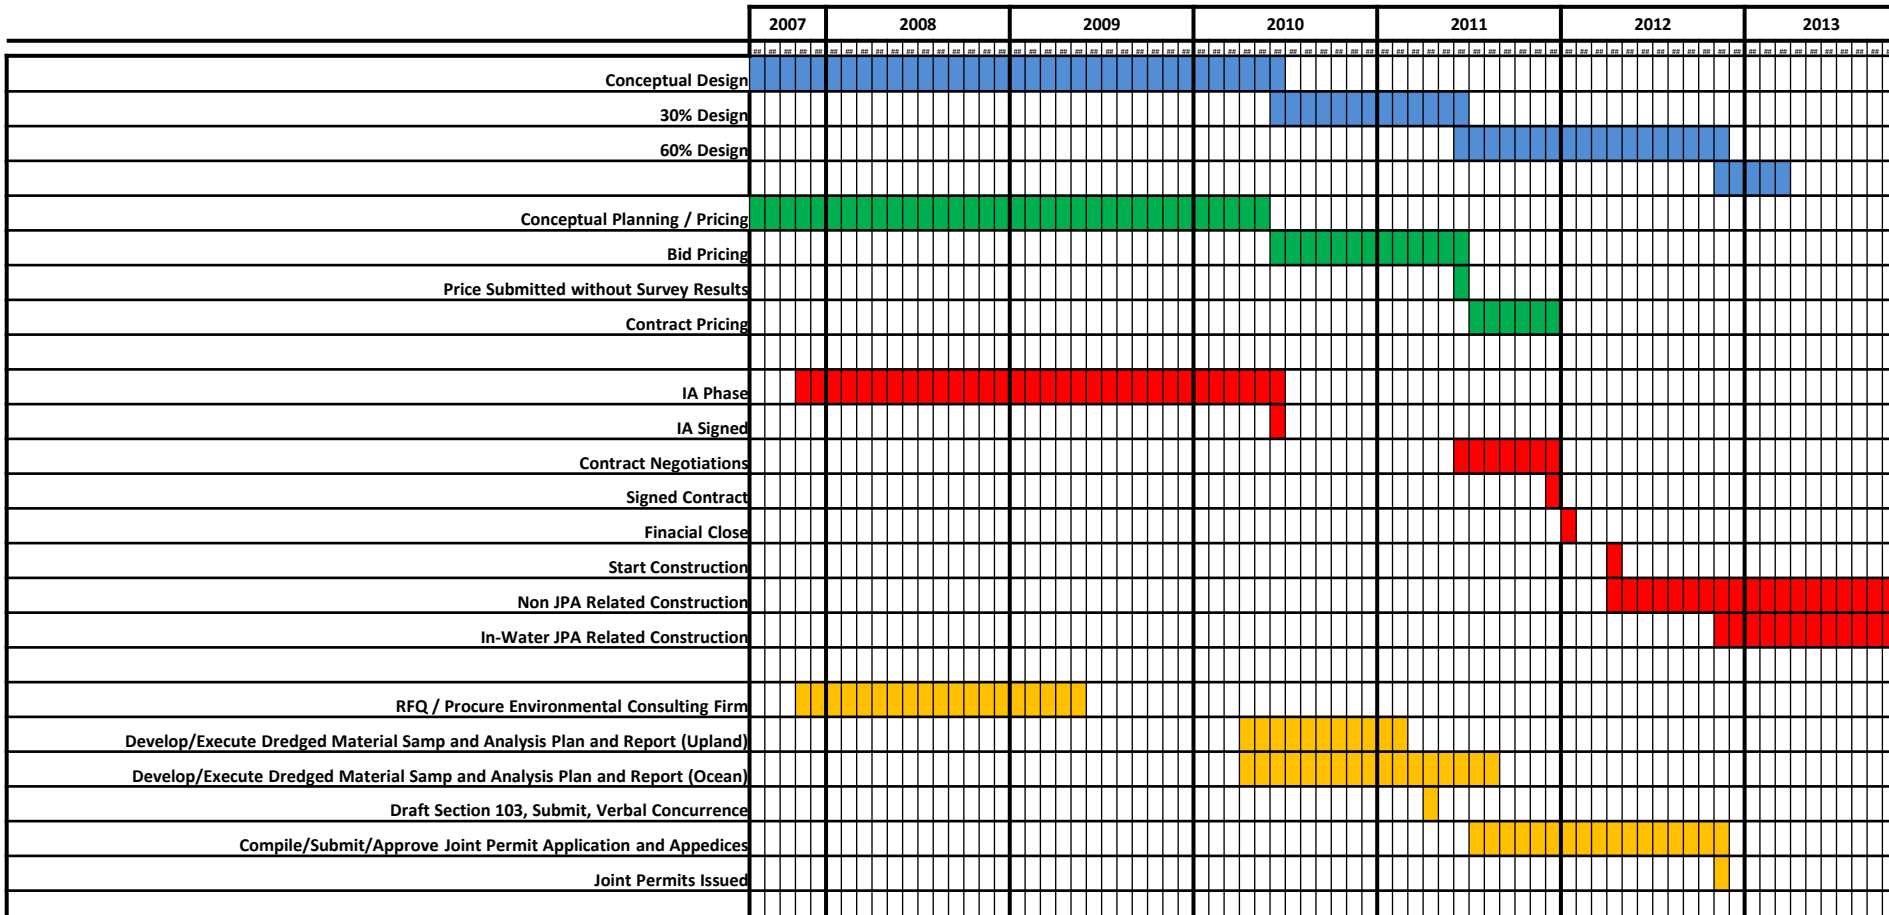 2007 2008 2009 2010 2011 2012 2013
## ## ## ## ## ## ## ## ## ## ## ## ## ## ## ## ## ## ## ## ## ## ## ## ## ## ## ## ## ## ## ## ## ## ## ## ## ## ## ## ## ## ## ## ## ## ## ## ## ## ## ## ## ## ## ## ## ## ## ## ## ## ## ## ## ## ## ## ## ## ## ## ## ## #
Conceptual Design
30% Design
60% Design
Conceptual Planning / Pricing
Bid Pricing
Price Submitted without Survey Results
Contract Pricing
IA Phase
IA Signed
Contract Negotiations
Signed Contract
Finacial Close
Start Construction
Non JPA Related Construction
In-Water JPA Related Construction
RFQ / Procure Environmental Consulting Firm
Develop/Execute Dredged Material Samp and Analysis Plan and Report (Upland)
Develop/Execute Dredged Material Samp and Analysis Plan and Report (Ocean)
Draft Section 103, Submit, Verbal Concurrence
Compile/Submit/Approve Joint Permit Application and Appedices
Joint Permits Issued